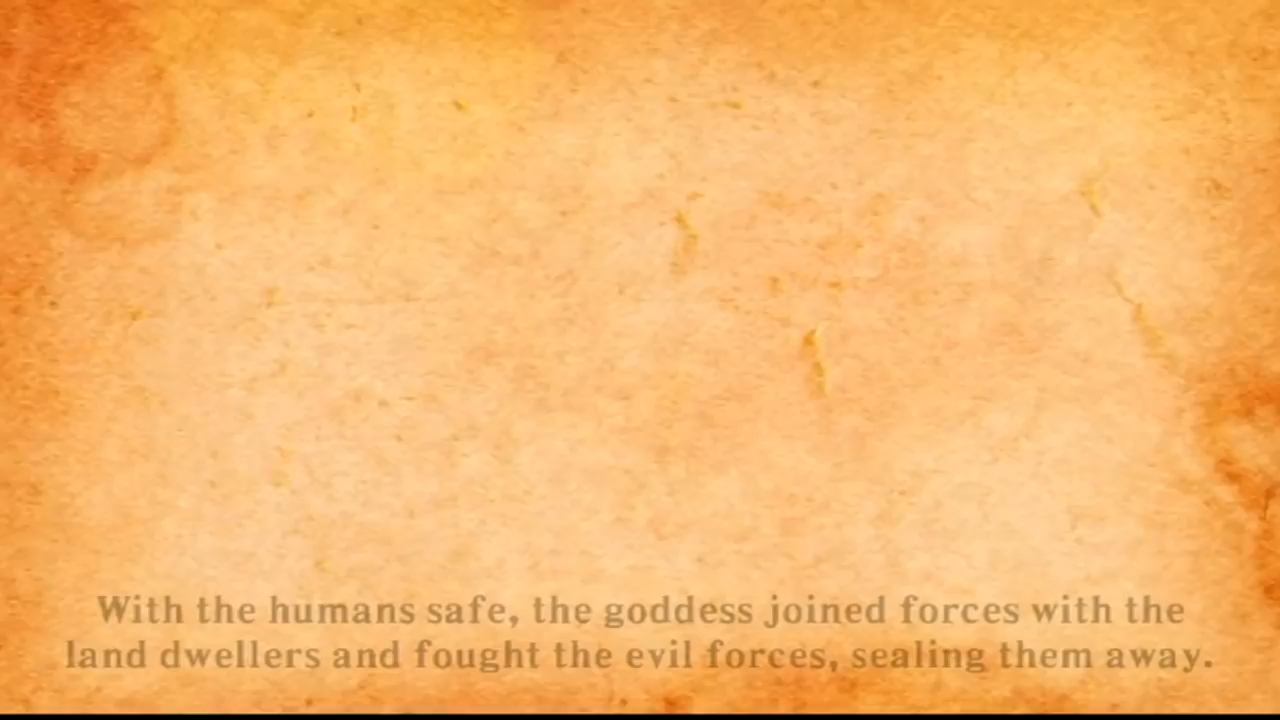 With the humans safe, the goddess joined forces with the
land dwellers and fought the evil forces, sealing them away.